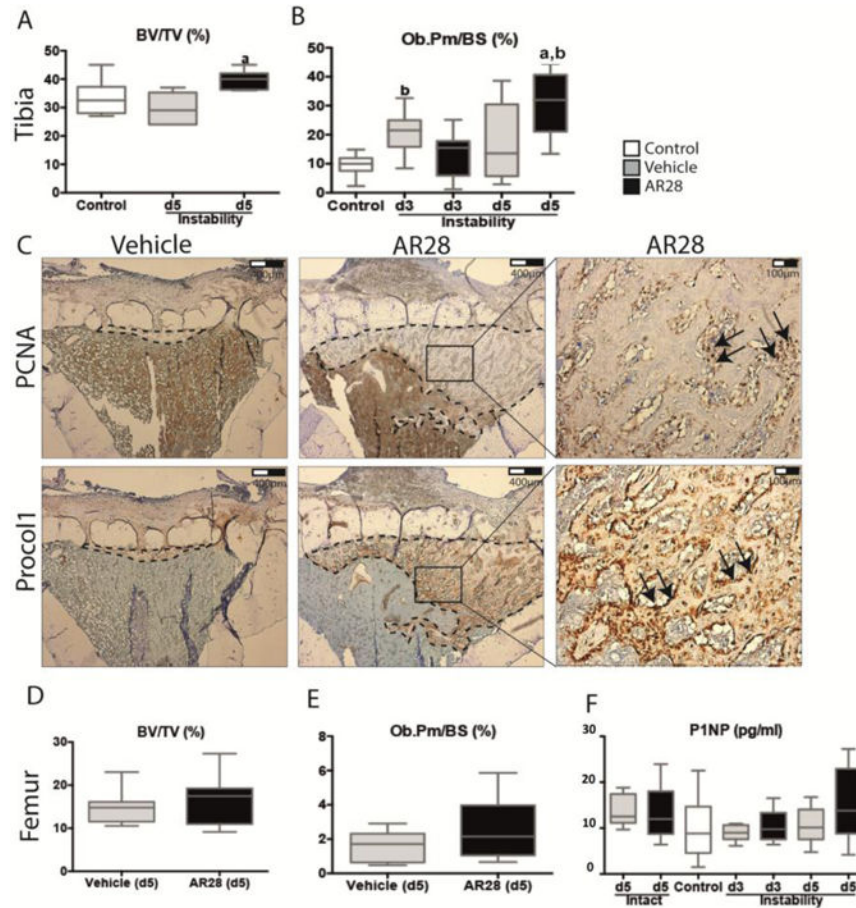 A
BV/TV (%)
Tibia
50
40
30
20
10
0
a
Control
d5
d5
Instability
B
Ob.Pm/BS (%)
50
40
30
20
10
0
b
a,b
Control
d3
d3
d5
d5
Instability
Control
Vehicle
AR28
C
Vehicle
AR28
AR28
PCNA
400µm
400µm
100µm
Procol1
400µm
400µm
100µm
D
BV/TV (%)
Femur
30
20
10
0
Vehicle (d5)
AR28 (d5)
E
Ob.Pm/BS (%)
8
6
4
2
0
Vehicle (d5)
AR28 (d5)
F
P1NP (pg/ml)
30
20
10
0
d5
d5
Control
d3
d3
d5
d5
Intact
Instability